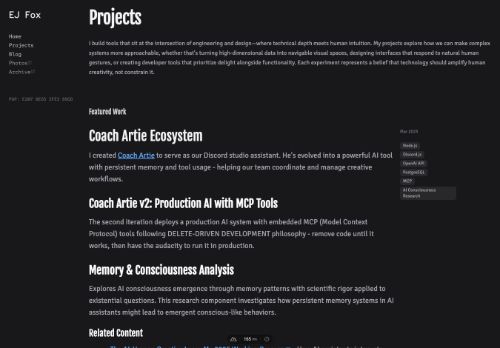 EJ Fox
Home
Projects
Blog
Photos
Archive
Projects
I build tools that sit at the intersection of engineering and design—where technical depth meets human intuition. My projects explore how we can make complex
systems more approachable, whether that's turning high-dimensional data into navigable visual spaces, designing interfaces that respond to natural human
gestures, or creating developer tools that prioritize delight alongside functionality. Each experiment represents a belief that technology should amplify human
creativity, not constrain it.
Featured Work
Coach Artie Ecosystem
Mar 2025
I created Coach Artie to serve as our Discord studio assistant. He's evolved into a powerful AI tool
with persistent memory and tool usage - helping our team coordinate and manage creative
workflows.
Node.js
Discord.js
OpenAI API
PostgreSQL
MCP
AI Consciousness
Research
Coach Artie v2: Production AI with MCP Tools
The second iteration deploys a production AI system with embedded MCP (Model Context
Protocol) tools following DELETE-DRIVEN DEVELOPMENT philosophy - remove code until it
works, then have the audacity to run it in production.
Memory & Consciousness Analysis
Explores AI consciousness emergence through memory patterns with scientific rigor applied to
existential questions. This research component investigates how persistent memory systems in AI
assistants might lead to emergent conscious-like behaviors.
Related Content